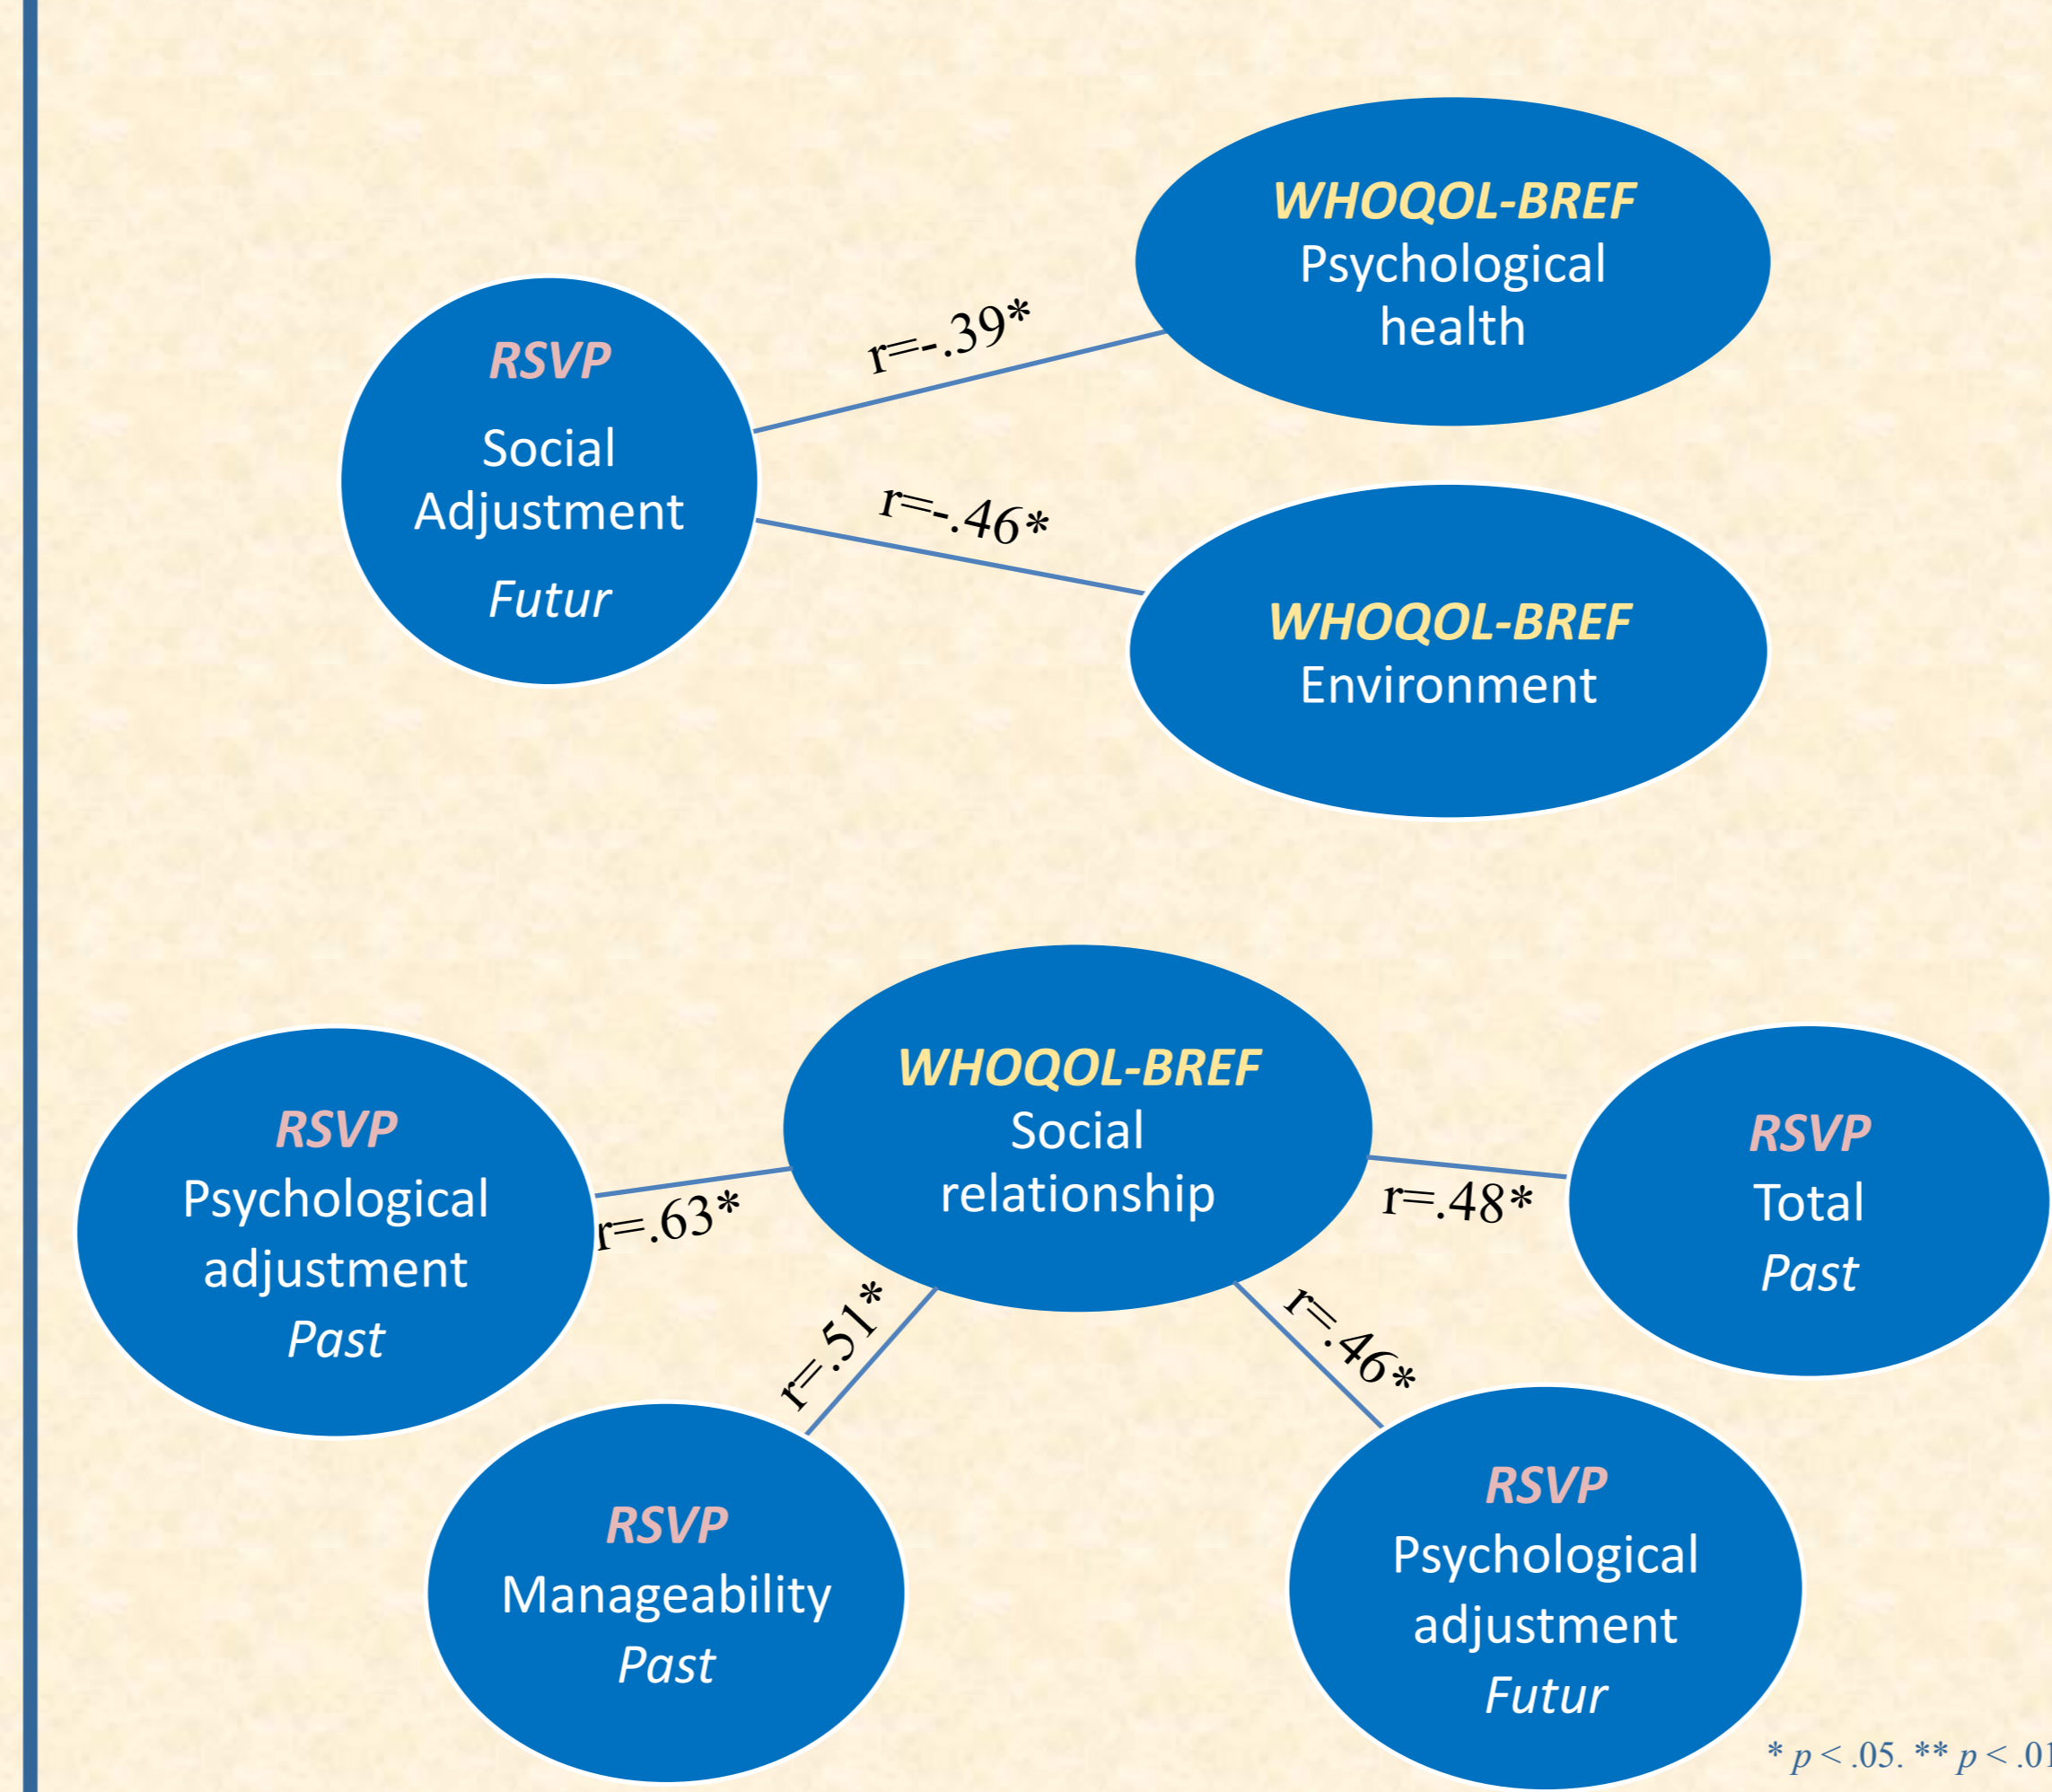 WHOQOL-BREF
Psychological
health
r=-.39*
RSVP
Social
Adjustment
Futur
r=-.46*
WHOQOL-BREF
Environment
WHOQOL-BREF
Social
relationship
RSVP
Psychological
adjustment
Past
r=.63*
r=.48*
RSVP
Total
Past
r=.51*
r=.46*
RSVP
Manageability
Past
RSVP
Psychological
adjustment
Futur
* p < .05. ** p < .01